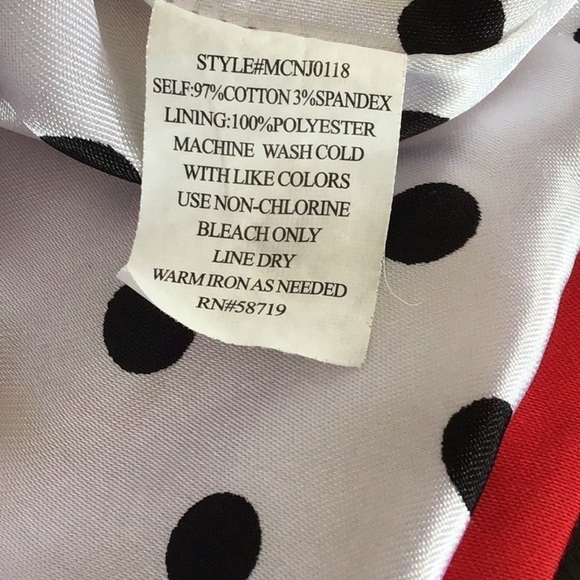 STYLE#MCNJ0118
SELF:97%COTTON 3%SPANDEX
LINING:100%POLYESTER
MACHINE WASH COLD
WITH LIKE COLORS
USE NON-CHLORINE
BLEACH ONLY
LINE DRY
WARM IRON AS NEEDED
RN#58719